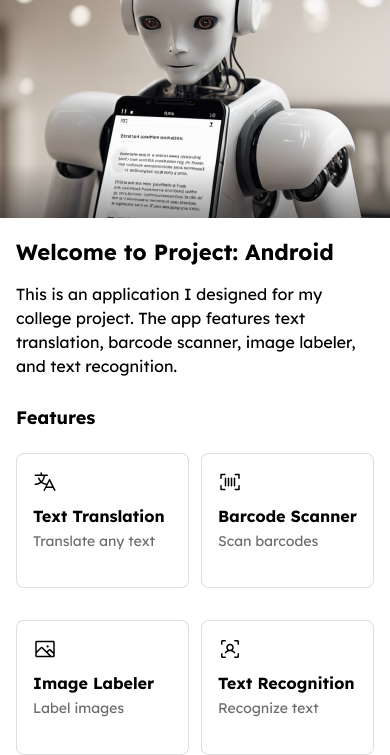 Welcome to Project: Android
This is an application I designed for my
college project. The app features text
translation, barcode scanner, image labeler,
and text recognition.
Features
Text Translation
Translate any text
Barcode Scanner
Scan barcodes
Image Labeler
Label images
Text Recognition
Recognize text